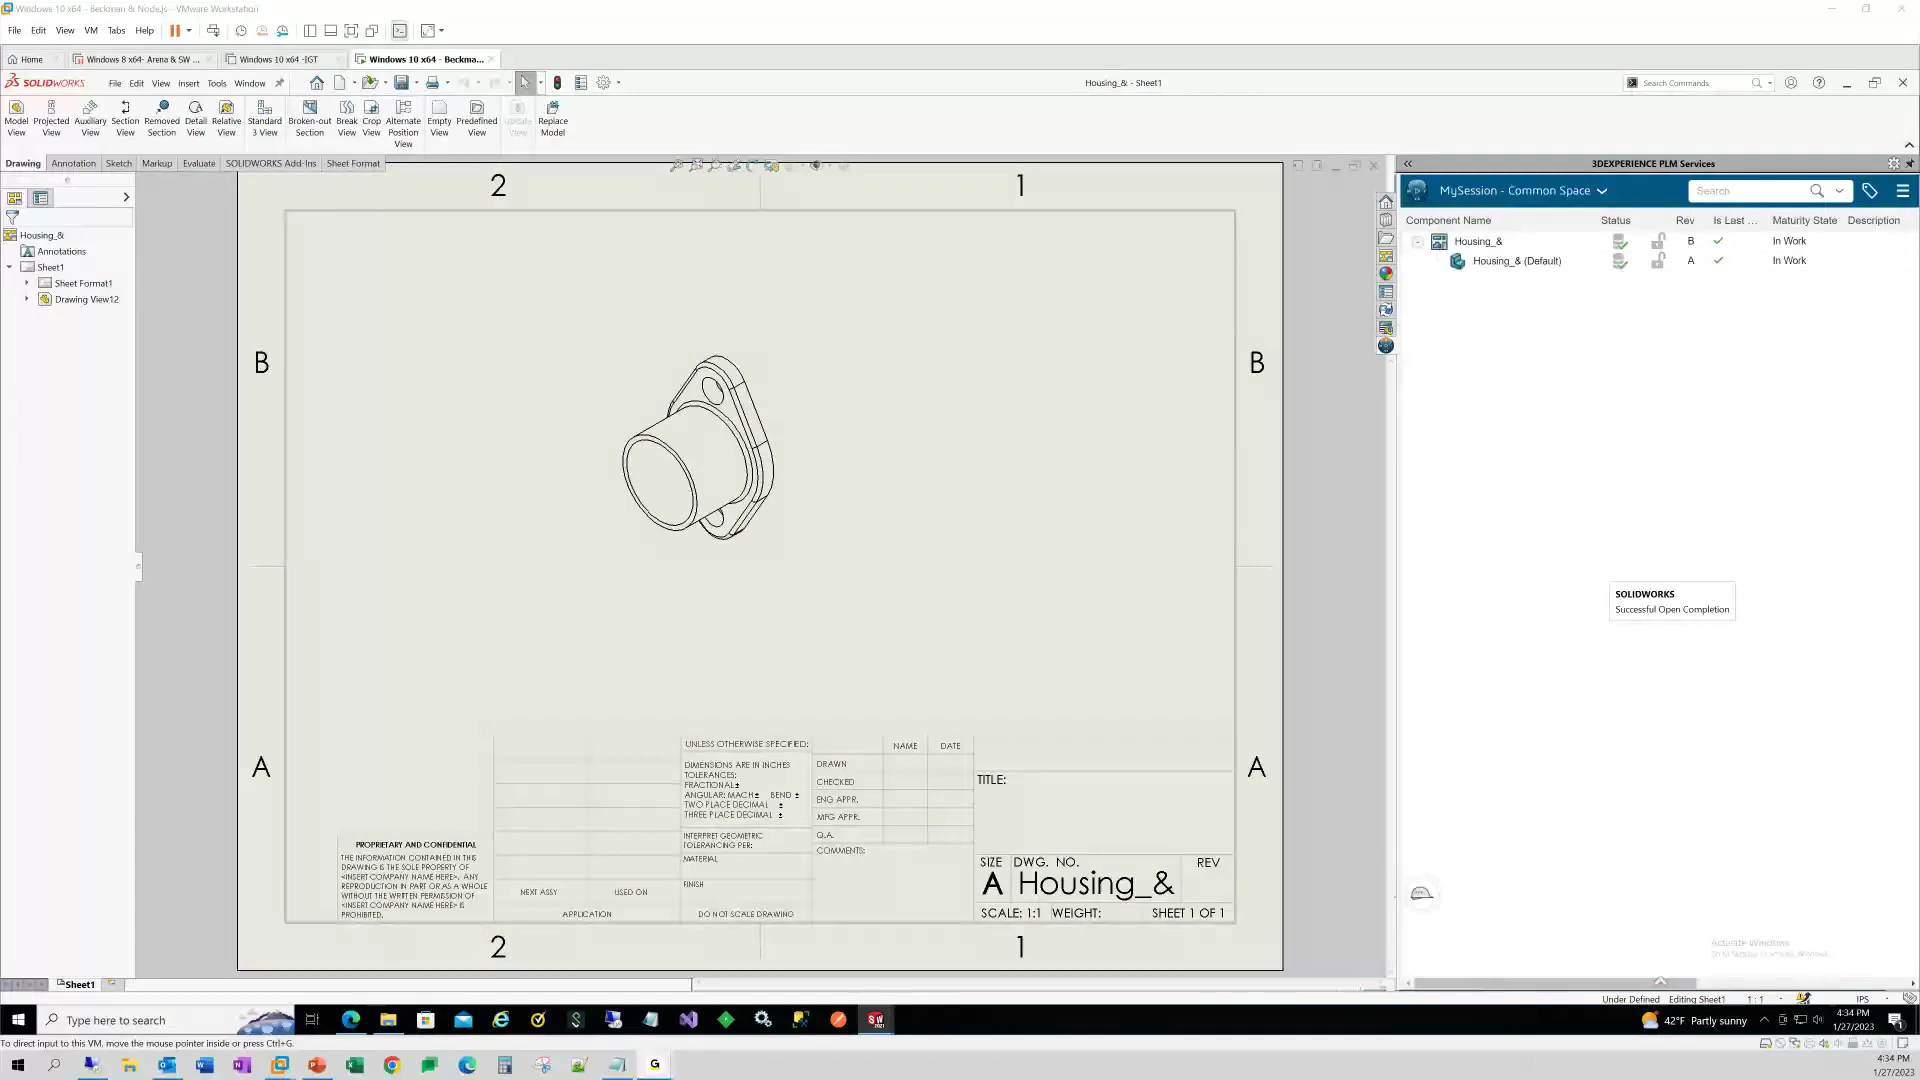 Windows 10 x64 - Beckman & Node.js - VMware Workstation
File Edit View VM Tabs Help
Home Windows 8 x64- Arena & SW ... Windows 10 x64 -IGT Windows 10 x64 - Beckma...
SOLIDWORKS File Edit View Insert Tools Window Housing_& - Sheet1 Search Commands
Model View
Projected View
Auxiliary View
Section View
Removed Section
Detail View
Relative View
Standard 3 View
Broken-out Section
Break View
Crop View
Alternate Position View
Empty View
Predefined View
Update View
Replace Model
Drawing Annotation Sketch Markup Evaluate SOLIDWORKS Add-Ins Sheet Format
3DEXPERIENCE PLM Services
MySession - Common Space Search
Component Name Status Rev Is Last ... Maturity State Description
Housing_& B In Work
Housing_& (Default) A In Work
Housing_&
Annotations
Sheet1
Sheet Format1
Drawing View12
2 1
B B
A A
SOLIDWORKS
Successful Open Completion
UNLESS OTHERWISE SPECIFIED:
DIMENSIONS ARE IN INCHES
TOLERANCES:
FRACTIONAL±
ANGULAR: MACH± BEND ±
TWO PLACE DECIMAL ±
THREE PLACE DECIMAL ±
INTERPRET GEOMETRIC
TOLERANCING PER:
MATERIAL
FINISH
DO NOT SCALE DRAWING
NAME DATE
DRAWN
CHECKED
ENG APPR.
MFG APPR.
Q.A.
COMMENTS:
TITLE:
SIZE DWG. NO. REV
A Housing_&
SCALE: 1:1 WEIGHT: SHEET 1 OF 1
PROPRIETARY AND CONFIDENTIAL
THE INFORMATION CONTAINED IN THIS
DRAWING IS THE SOLE PROPERTY OF
<INSERT COMPANY NAME HERE>. ANY
REPRODUCTION IN PART OR AS A WHOLE
WITHOUT THE WRITTEN PERMISSION OF
<INSERT COMPANY NAME HERE> IS
PROHIBITED.
NEXT ASSY USED ON
APPLICATION
2 1
Activate Windows
Sheet1
Under Defined Editing Sheet1 1 : 1 IPS
Type here to search
42°F Partly sunny
4:34 PM
1/27/2023
To direct input to this VM, move the mouse pointer inside or press Ctrl+G.
4:34 PM
1/27/2023